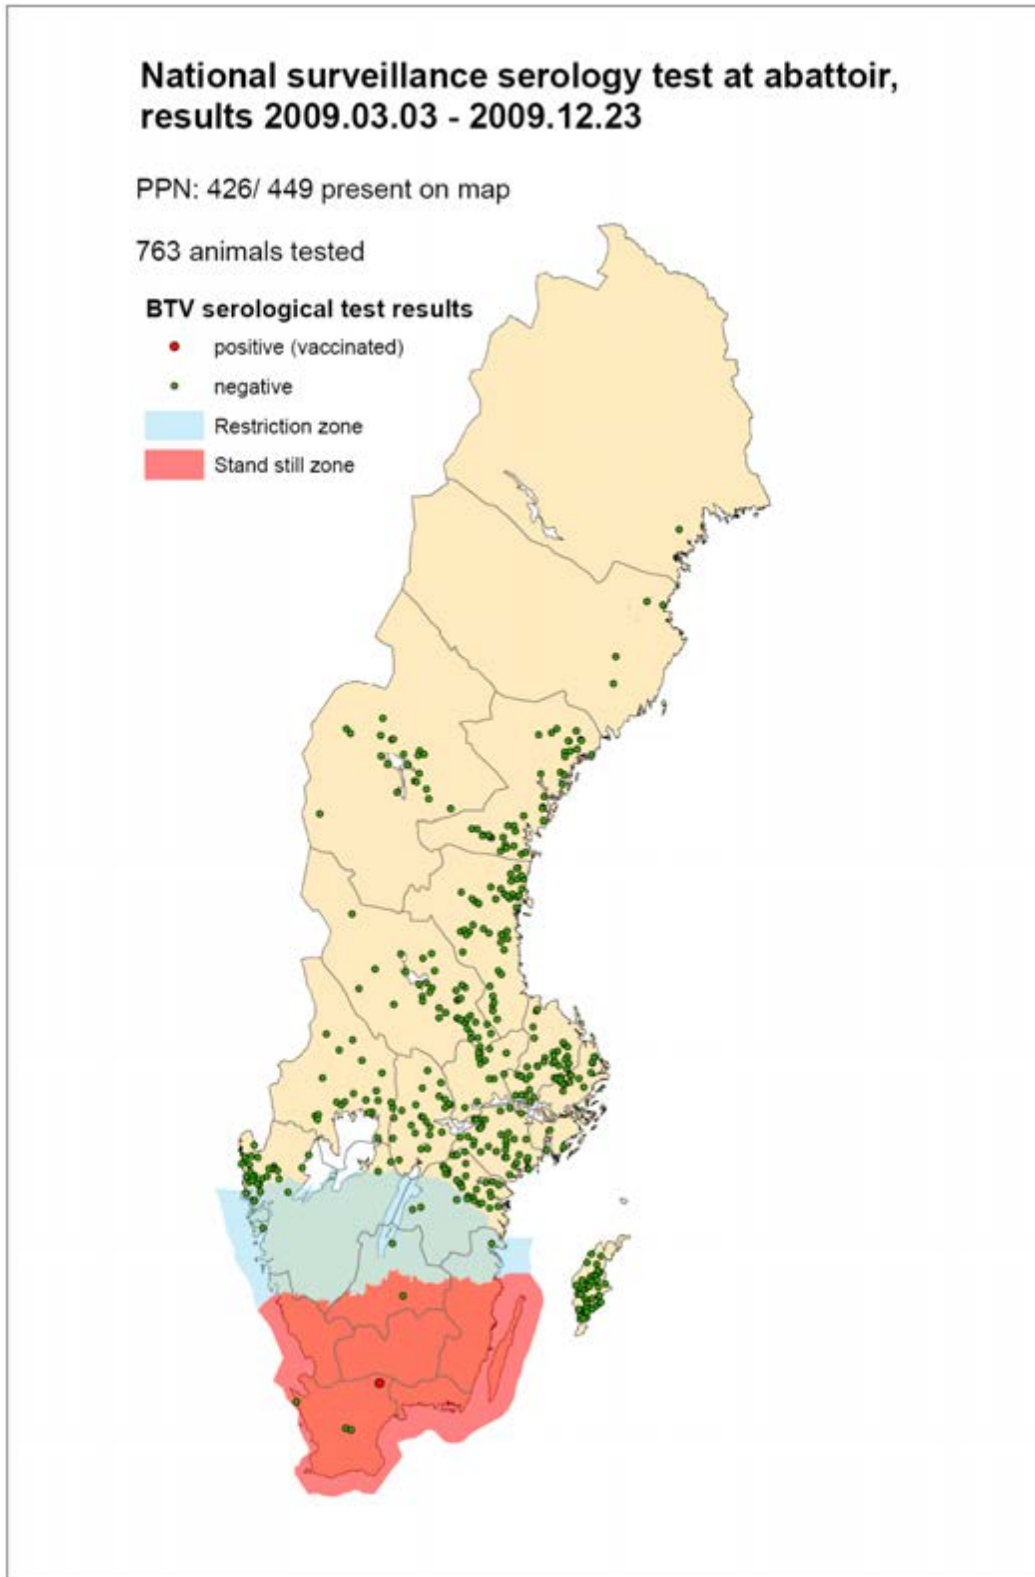 National surveillance serology test at abattoir,
results 2009.03.03 - 2009.12.23
PPN: 426/ 449 present on map
763 animals tested
BTV serological test results
positive (vaccinated)
negative
Restriction zone
Stand still zone